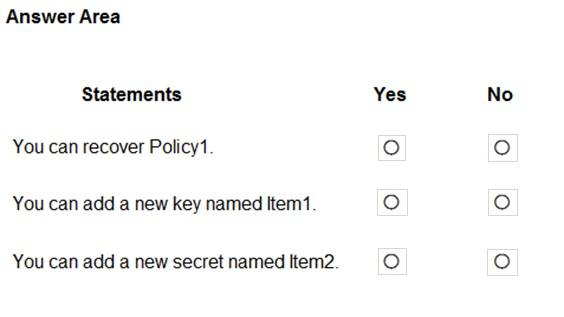 Answer Area
Statements Yes No
You can recover Policy1.
You can add a new key named Item1.
You can add a new secret named Item2.